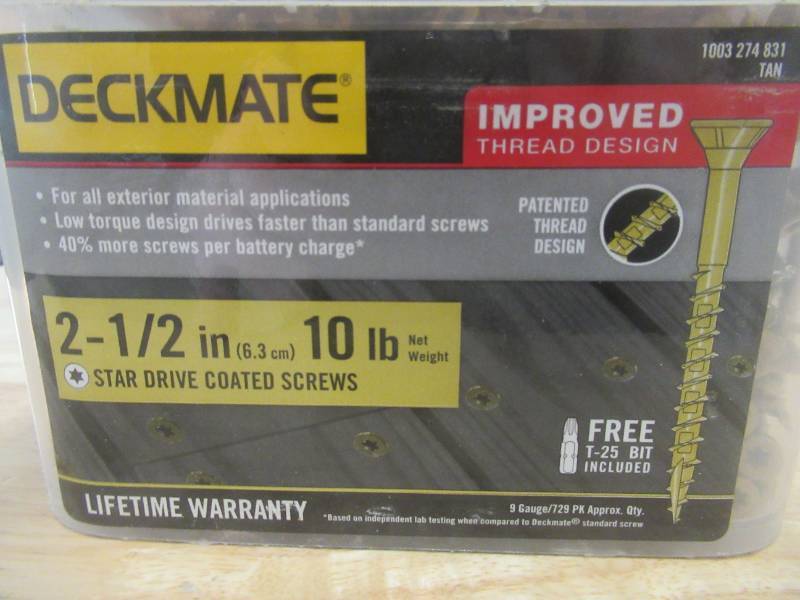 DECKMATE®
1003 274 831
TAN
IMPROVED
THREAD DESIGN
• For all exterior material applications
• Low torque design drives faster than standard screws
• 40% more screws per battery charge*
PATENTED
THREAD
DESIGN
2-1/2 in (6.3 cm) 10 lb Net Weight
STAR DRIVE COATED SCREWS
FREE
T-25 BIT
INCLUDED
LIFETIME WARRANTY
9 Gauge/729 PK Approx. Qty.
*Based on independent lab testing when compared to Deckmate® standard screw